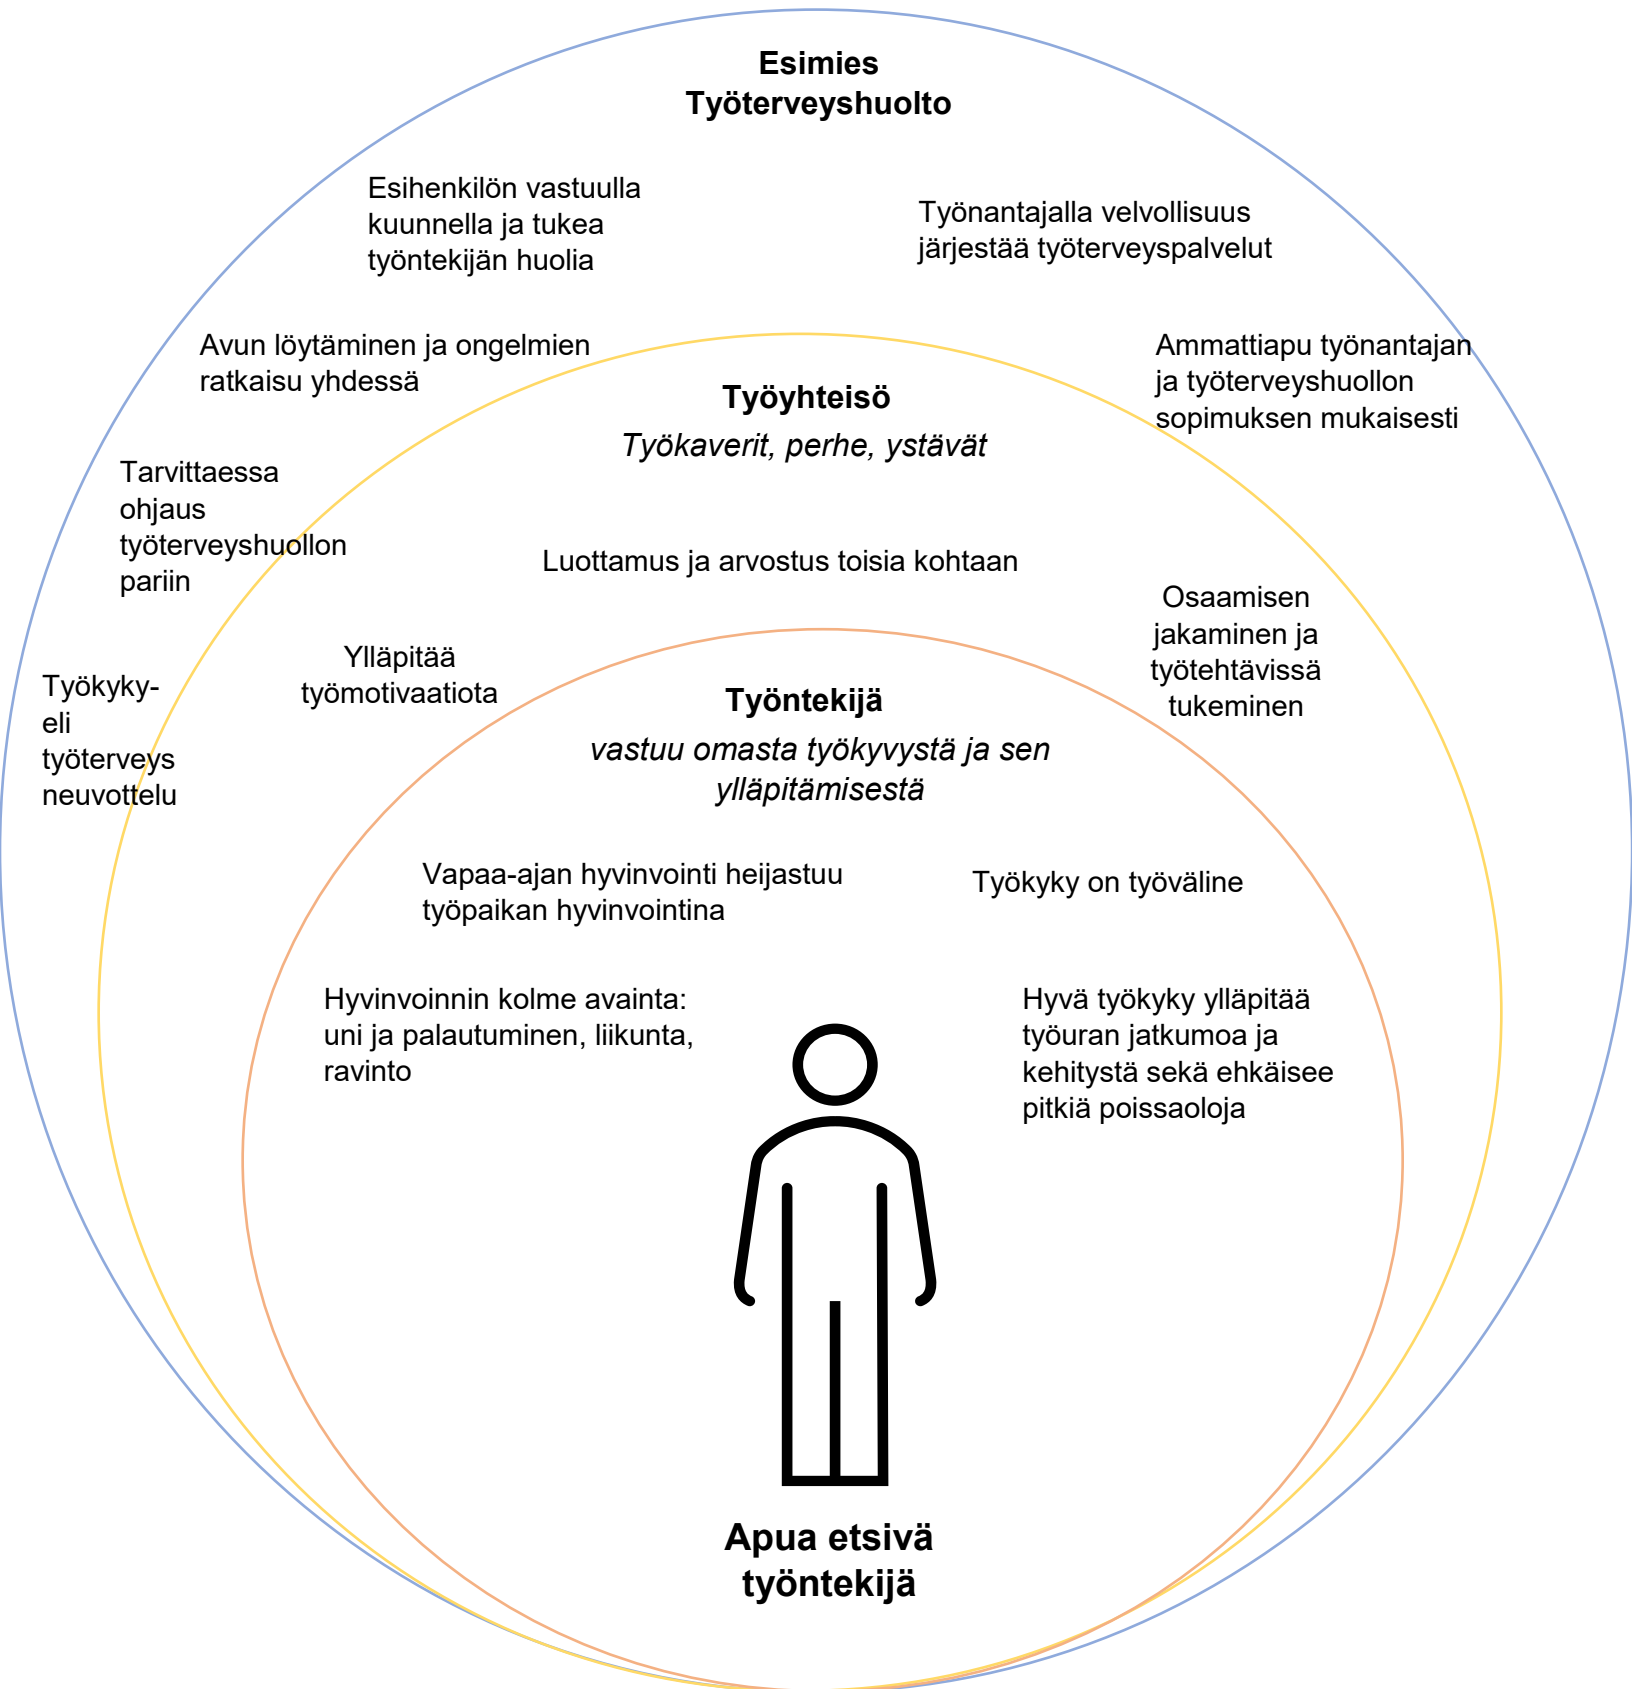 Esimies
Työterveyshuolto
Esihenkilön vastuulla
kuunnella ja tukea
työntekijän huolia
Työnantajalla velvollisuus
järjestää työterveyspalvelut
Avun löytäminen ja ongelmien
ratkaisu yhdessä
Ammattiapu työnantajan
ja työterveyshuollon
sopimuksen mukaisesti
Tarvittaessa
ohjaus
työterveyshuollon
pariin
Työkyky-
eli
työterveys
neuvottelu
Työyhteisö
Työkaverit, perhe, ystävät
Luottamus ja arvostus toisia kohtaan
Ylläpitää
työmotivaatiota
Osaamisen
jakaminen ja
työtehtävissä
tukeminen
Työntekijä
vastuu omasta työkyvystä ja sen
ylläpitämisestä
Vapaa-ajan hyvinvointi heijastuu
työpaikan hyvinvointina
Työkyky on työväline
Hyvinvoinnin kolme avainta:
uni ja palautuminen, liikunta,
ravinto
Hyvä työkyky ylläpitää
työuran jatkumoa ja
kehitystä sekä ehkäisee
pitkiä poissaoloja
Apua etsivä
työntekijä